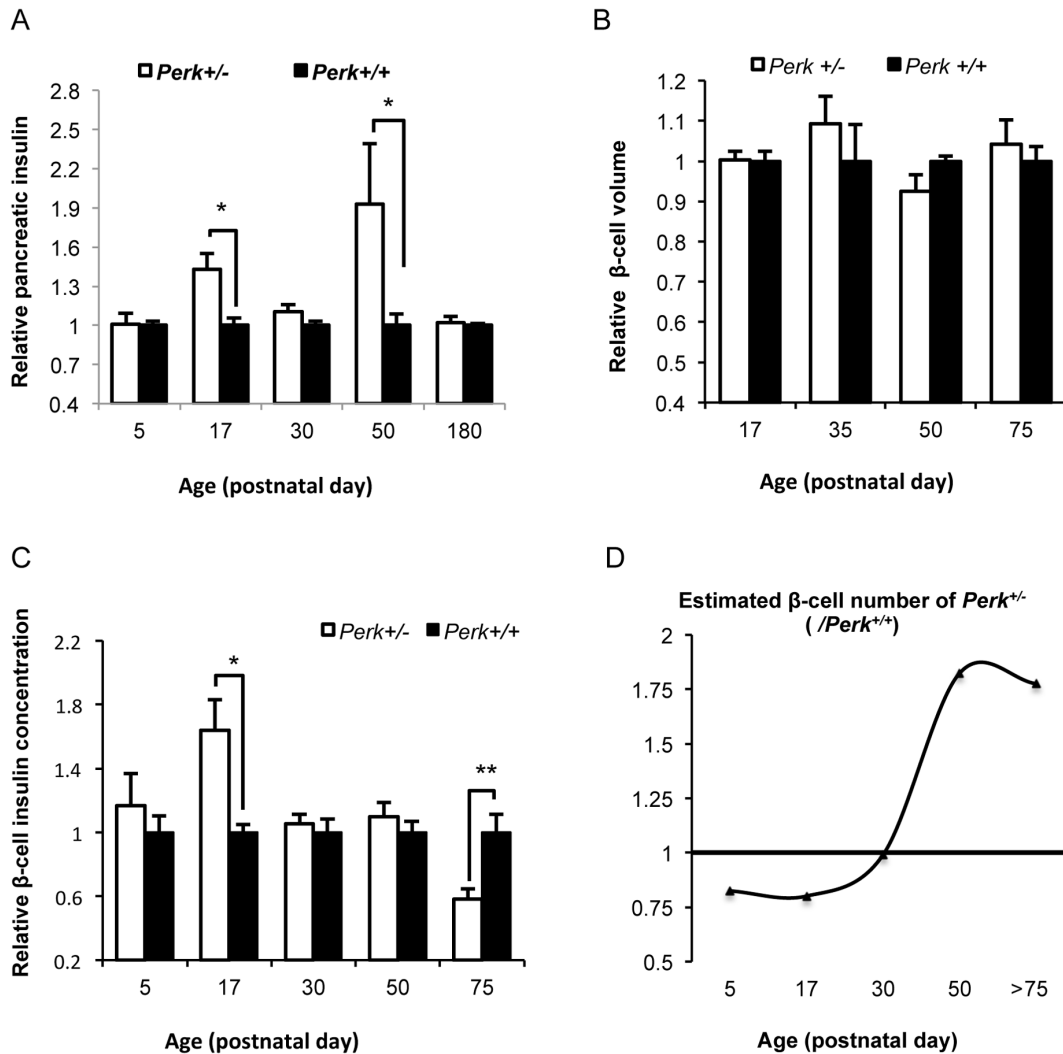 A
Perk+/- Perk+/+
Relative pancreatic insulin
2.8
2.5
2.2
1.9
1.6
1.3
1
0.7
0.4
*
*
5 17 30 50 180
Age (postnatal day)
B
Perk +/- Perk +/+
Relative β-cell volume
1.2
1.1
1
0.9
0.8
0.7
0.6
0.5
0.4
17 35 50 75
Age (postnatal day)
C
Perk+/- Perk+/+
Relative β-cell insulin concentration
2.2
1.8
1.4
1
0.6
0.2
*
**
5 17 30 50 75
Age (postnatal day)
D
Estimated β-cell number of Perk+/-
( /Perk+/+)
2
1.75
1.5
1.25
1
0.75
0.5
5 17 30 50 >75
Age (postnatal day)